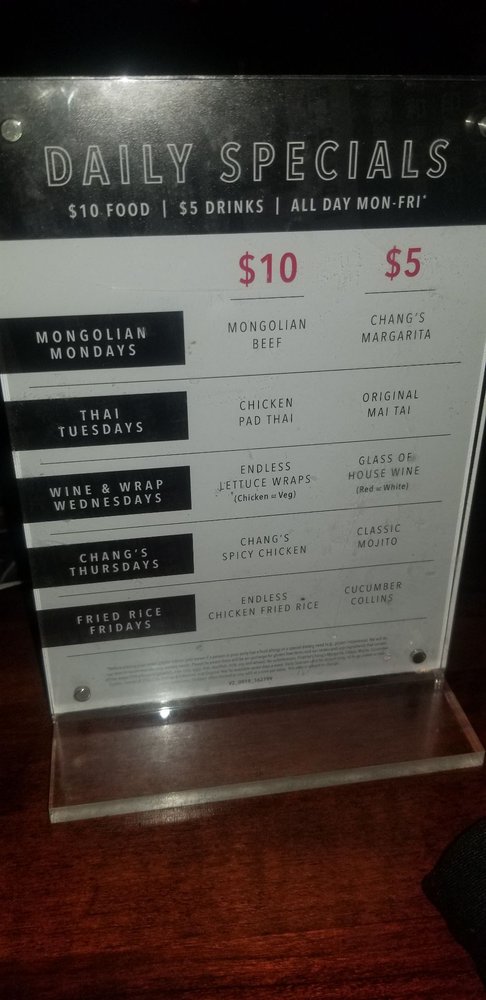 DAILY SPECIALS
$10 FOOD | $5 DRINKS | ALL DAY MON-FRI*
$10 $5
MONGOLIAN MONDAYS
MONGOLIAN BEEF
CHANG'S MARGARITA
THAI TUESDAYS
CHICKEN PAD THAI
ORIGINAL MAI TAI
WINE & WRAP WEDNESDAYS
ENDLESS LETTUCE WRAPS
(Chicken or Veg)
GLASS OF HOUSE WINE
(Red or White)
CHANG'S THURSDAYS
CHANG'S SPICY CHICKEN
CLASSIC MOJITO
FRIED RICE FRIDAYS
ENDLESS CHICKEN FRIED RICE
CUCUMBER COLLINS